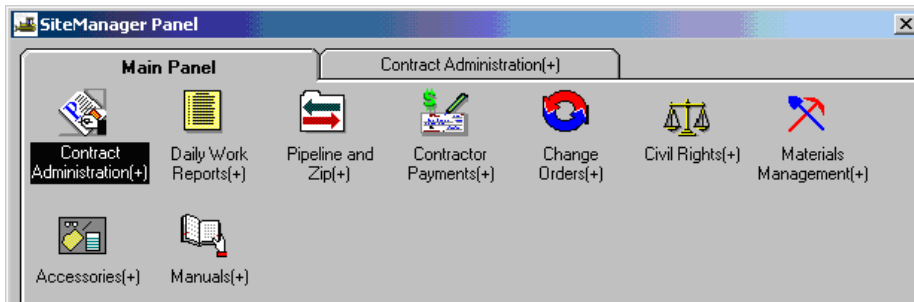 SiteManager Panel
Main Panel
Contract Administration(+)
Contract
Administration(+)
Daily Work
Reports(+)
Pipeline and
Zip(+)
Contractor
Payments(+)
Change
Orders(+)
Civil Rights(+)
Materials
Management(+)
Accessories(+)
Manuals(+)